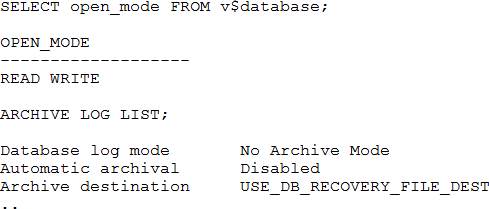 SELECT open_mode FROM v$database;
OPEN_MODE
-------------------
READ WRITE
ARCHIVE LOG LIST;
Database log mode No Archive Mode
Automatic archival Disabled
Archive destination USE_DB_RECOVERY_FILE_DEST
..